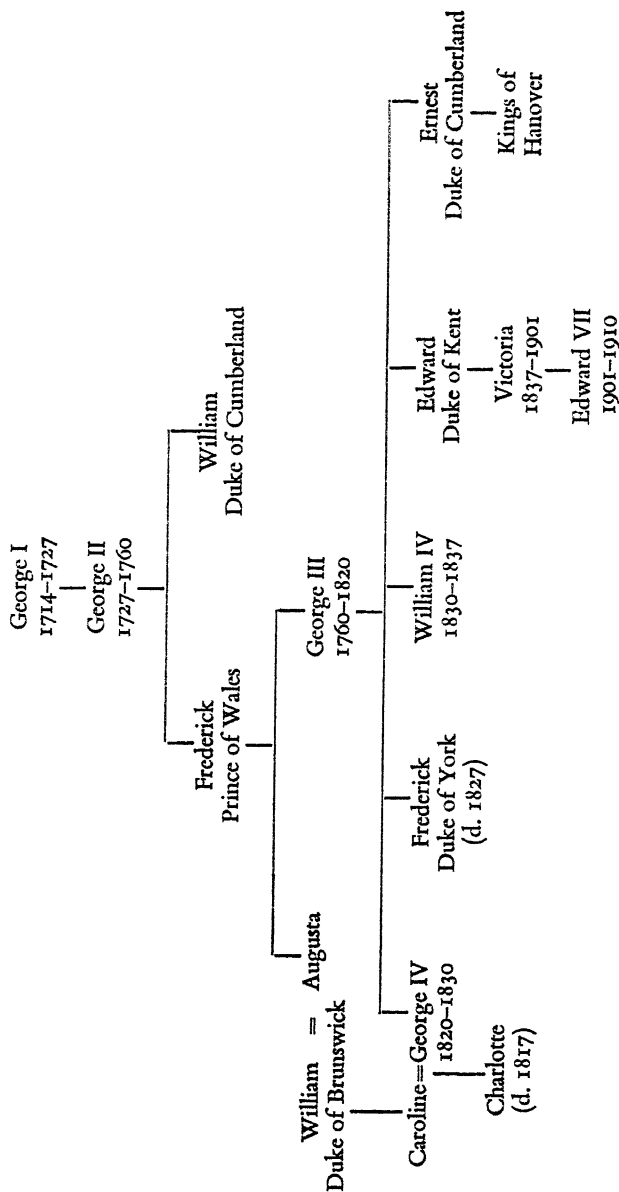 George I
1714–1727
George II
1727–1760
Frederick
Prince of Wales
William
Duke of Cumberland
William = Augusta
Duke of Brunswick
George III
1760–1820
Caroline=George IV
1820–1830
Charlotte
(d. 1817)
Frederick
Duke of York
(d. 1827)
William IV
1830–1837
Edward
Duke of Kent
Victoria
1837–1901
Edward VII
1901–1910
Ernest
Duke of Cumberland
Kings of
Hanover